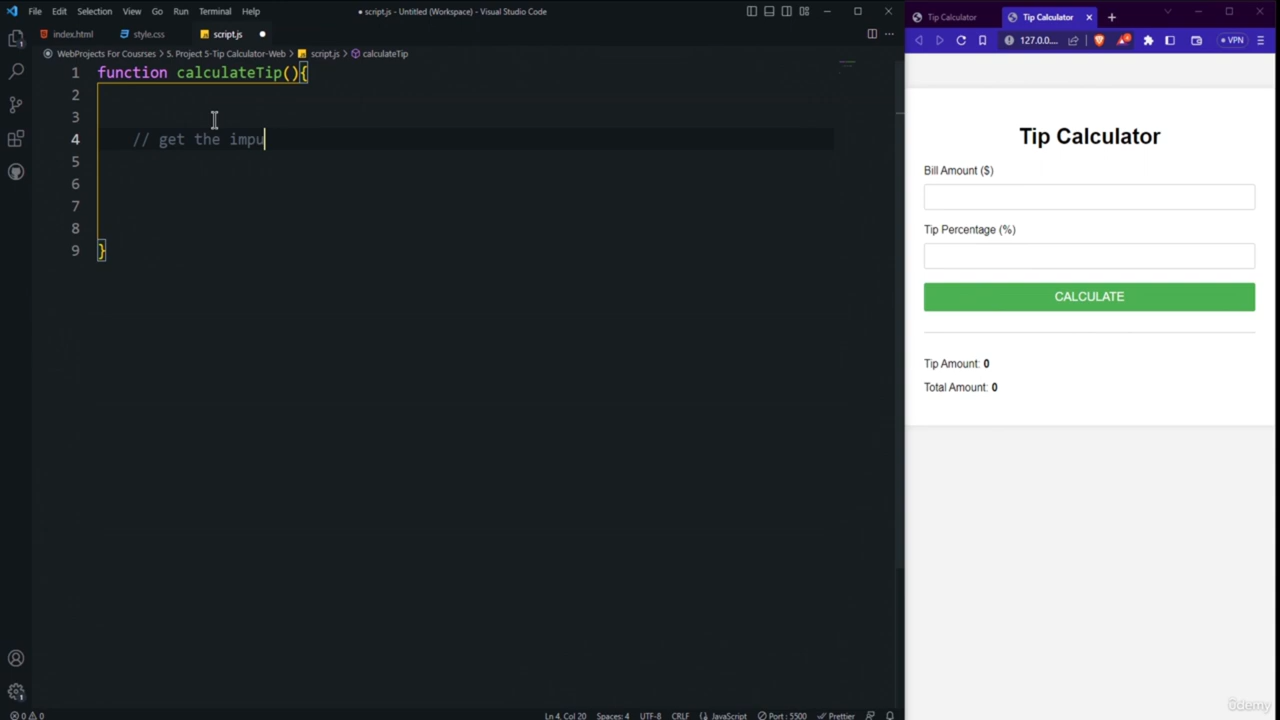 File Edit Selection View Go Run Terminal Help
● script.js - Untitled (Workspace) - Visual Studio Code
index.html style.css script.js
WebProjects For Coursres > 5. Project 5-Tip Calculator-Web > script.js > calculateTip
1 function calculateTip(){
2
3
4 // get the impu
5
6
7
8
9 }
0 0
Ln 4, Col 20 Spaces: 4 UTF-8 CRLF {} JavaScript Port : 5500 Prettier
Tip Calculator Tip Calculator
127.0.0.... VPN
Tip Calculator
Bill Amount ($)
Tip Percentage (%)
CALCULATE
Tip Amount: 0
Total Amount: 0
ûdemy